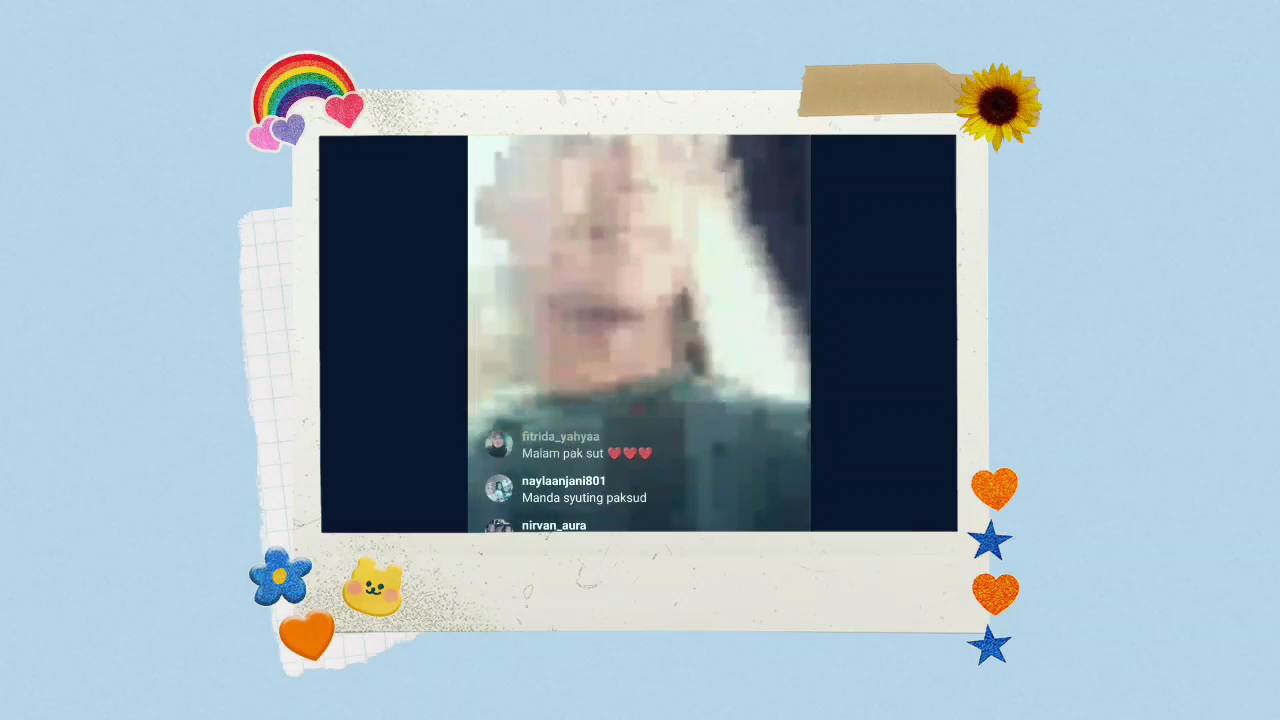 fitrida_yahyaa
Malam pak sut ❤️❤️❤️
naylaanjani801
Manda syuting paksud
nirvan_aura